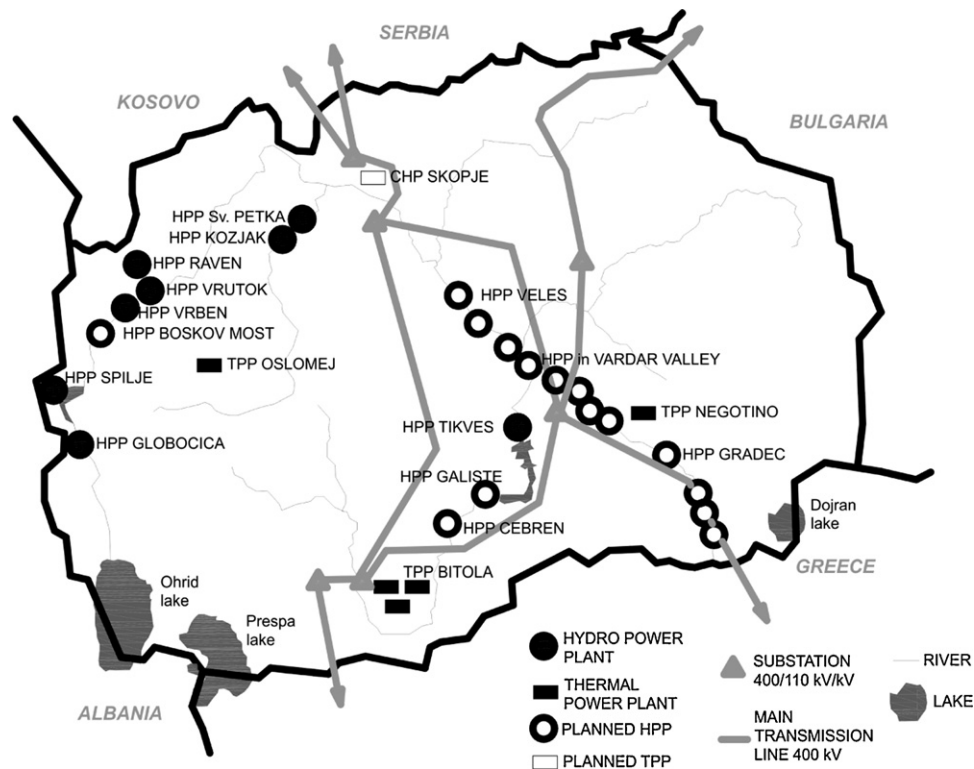 SERBIA
KOSOVO
BULGARIA
CHP SKOPJE
HPP Sv. PETKA
HPP KOZJAK
HPP RAVEN
HPP VRUTOK
HPP VELES
HPP VRBEN
HPP BOSKOV MOST
HPP in VARDAR VALLEY
TPP OSLOMEJ
HPP SPILJE
TPP NEGOTINO
HPP TIKVES
HPP GLOBOCICA
HPP GRADEC
HPP GALISTE
Dojran
lake
HPP CEBREN
GREECE
TPP BITOLA
Ohrid
lake
Prespa
lake
ALBANIA
HYDRO POWER
PLANT
THERMAL
POWER PLANT
PLANNED HPP
PLANNED TPP
SUBSTATION
400/110 kV/kV
MAIN
TRANSMISSION
LINE 400 kV
RIVER
LAKE